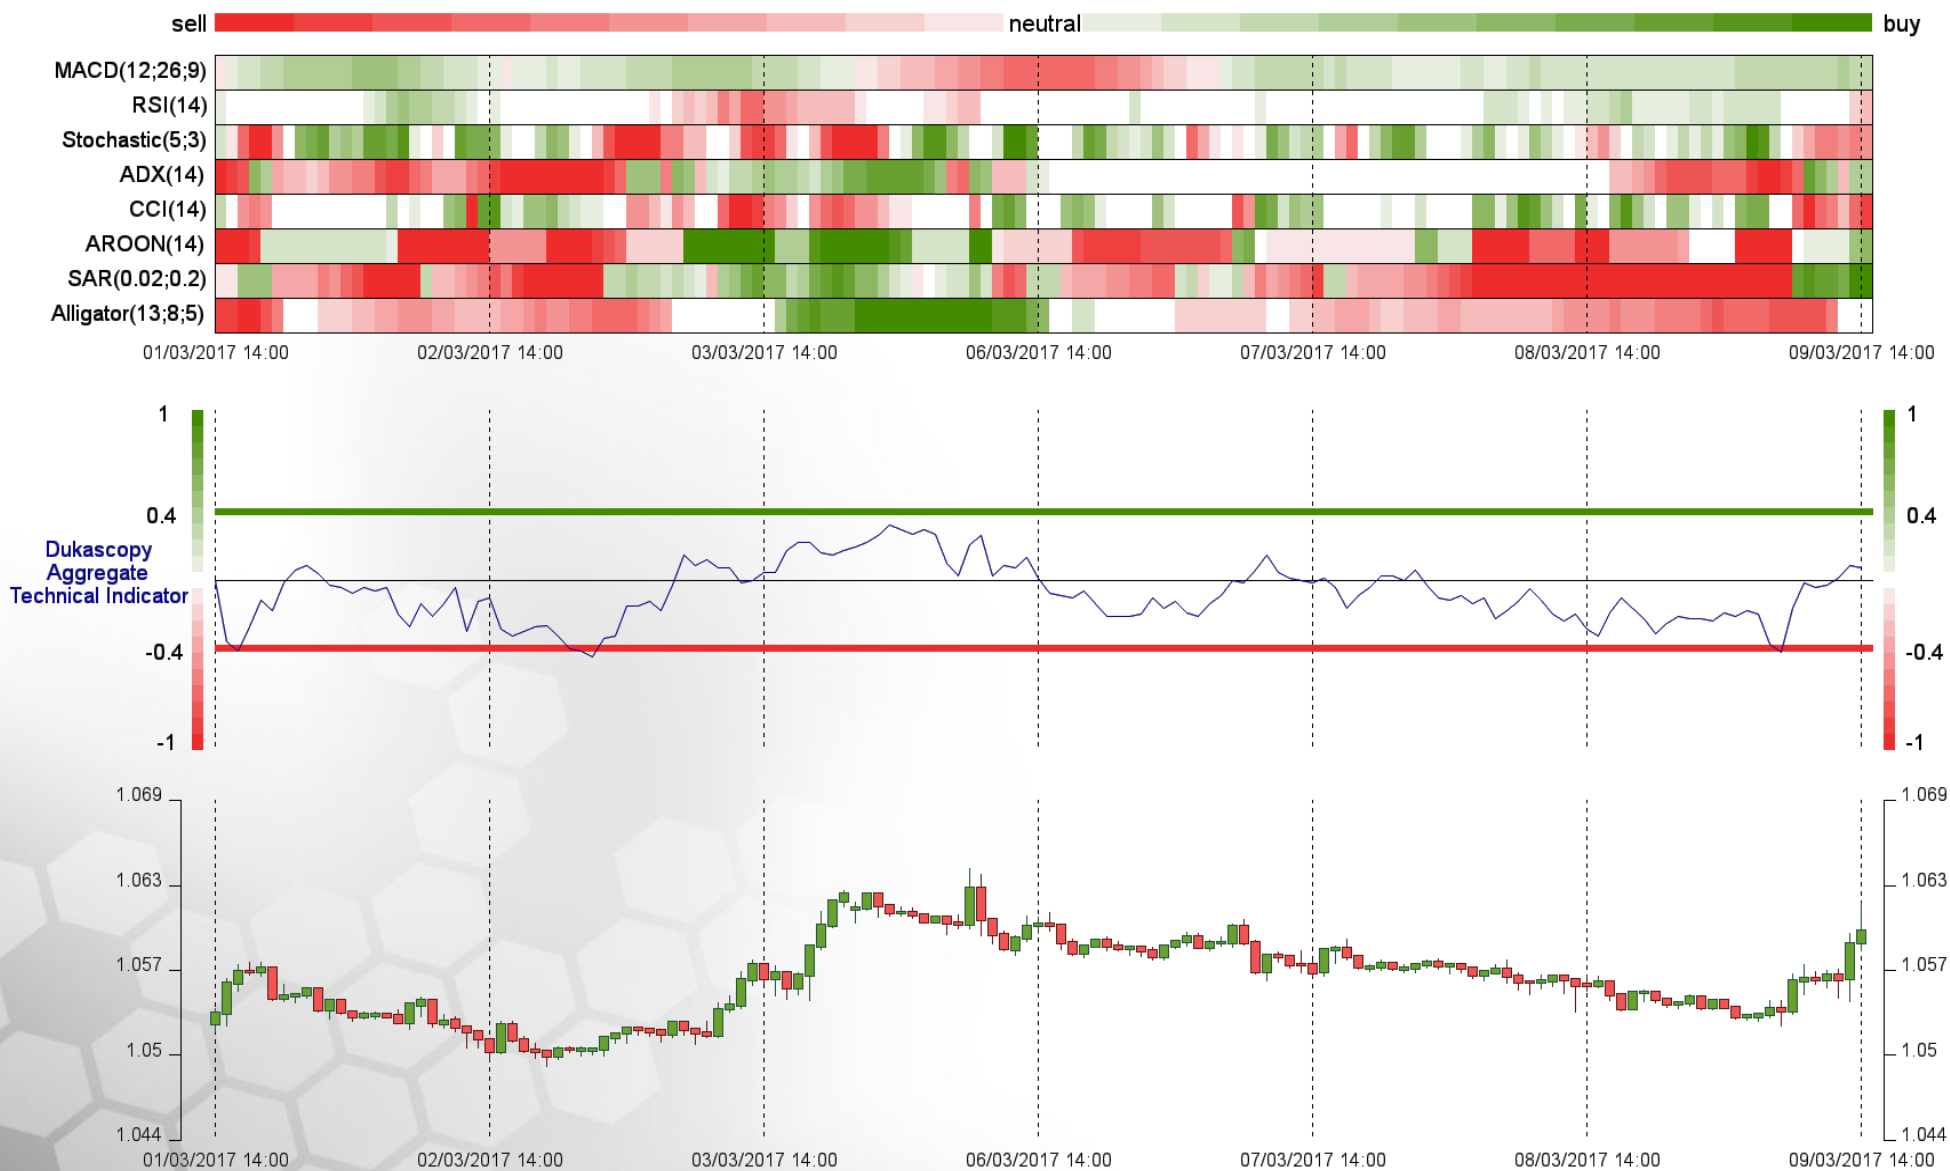 sell neutral buy
MACD(12;26;9)
RSI(14)
Stochastic(5;3)
ADX(14)
CCI(14)
AROON(14)
SAR(0.02;0.2)
Alligator(13;8;5)
01/03/2017 14:00 02/03/2017 14:00 03/03/2017 14:00 06/03/2017 14:00 07/03/2017 14:00 08/03/2017 14:00 09/03/2017 14:00
1 1
0.4 0.4
Dukascopy
Aggregate
Technical Indicator
-0.4 -0.4
-1 -1
1.069 1.069
1.063 1.063
1.057 1.057
1.05 1.05
1.044 1.044
01/03/2017 14:00 02/03/2017 14:00 03/03/2017 14:00 06/03/2017 14:00 07/03/2017 14:00 08/03/2017 14:00 09/03/2017 14:00